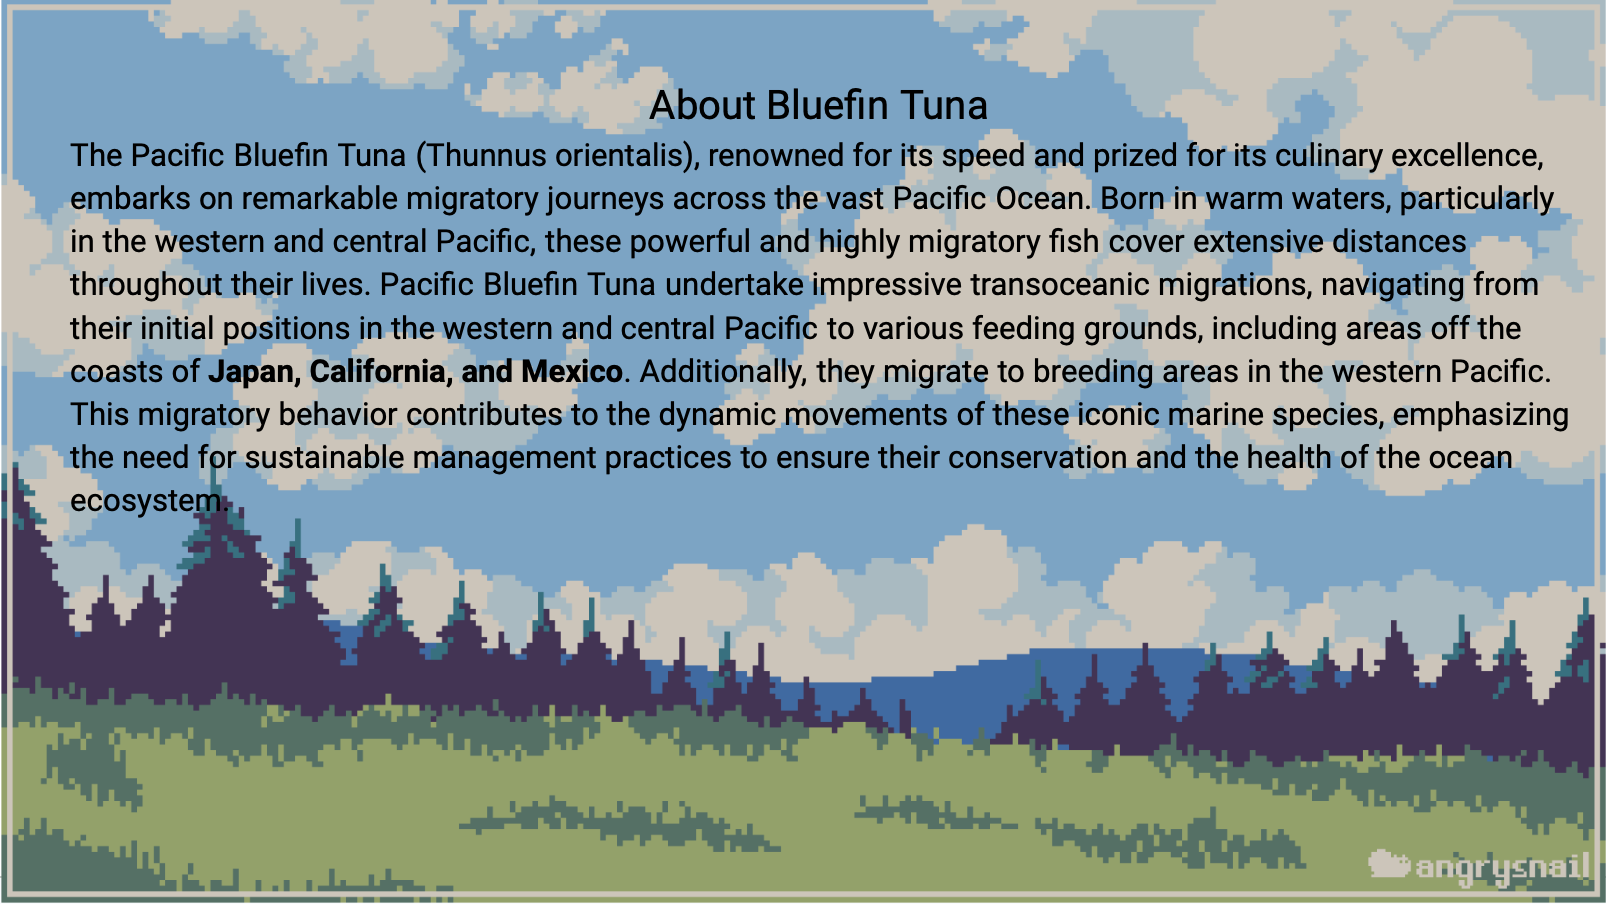 About Bluefin Tuna
The Pacific Bluefin Tuna (Thunnus orientalis), renowned for its speed and prized for its culinary excellence,
embarks on remarkable migratory journeys across the vast Pacific Ocean. Born in warm waters, particularly
in the western and central Pacific, these powerful and highly migratory fish cover extensive distances
throughout their lives. Pacific Bluefin Tuna undertake impressive transoceanic migrations, navigating from
their initial positions in the western and central Pacific to various feeding grounds, including areas off the
coasts of Japan, California, and Mexico. Additionally, they migrate to breeding areas in the western Pacific.
This migratory behavior contributes to the dynamic movements of these iconic marine species, emphasizing
the need for sustainable management practices to ensure their conservation and the health of the ocean
ecosystem.
angrysnail